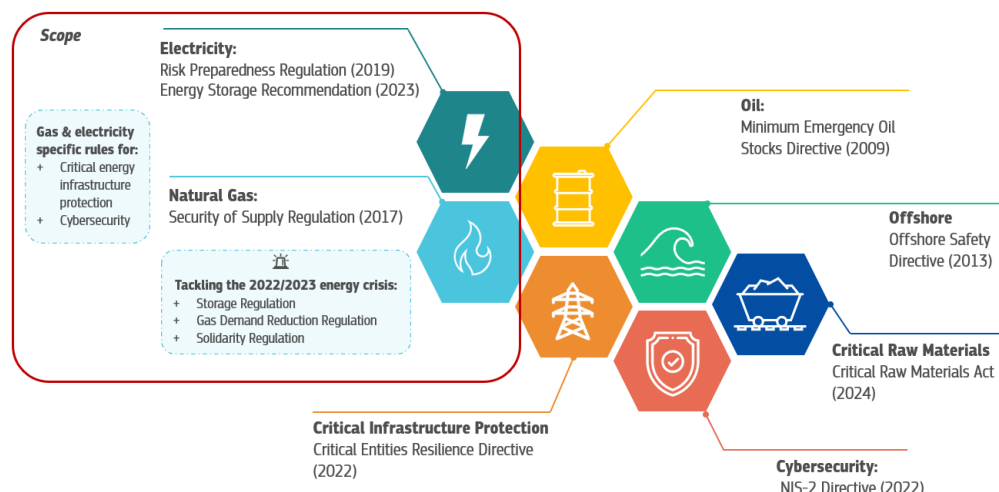 Scope
Electricity:
Risk Preparedness Regulation (2019)
Energy Storage Recommendation (2023)
Gas & electricity
specific rules for:
+ Critical energy
infrastructure
protection
+ Cybersecurity
Natural Gas:
Security of Supply Regulation (2017)
Tackling the 2022/2023 energy crisis:
+ Storage Regulation
+ Gas Demand Reduction Regulation
+ Solidarity Regulation
Oil:
Minimum Emergency Oil
Stocks Directive (2009)
Offshore
Offshore Safety
Directive (2013)
Critical Raw Materials
Critical Raw Materials Act
(2024)
Critical Infrastructure Protection
Critical Entities Resilience Directive
(2022)
Cybersecurity:
NIS-2 Directive (2022)